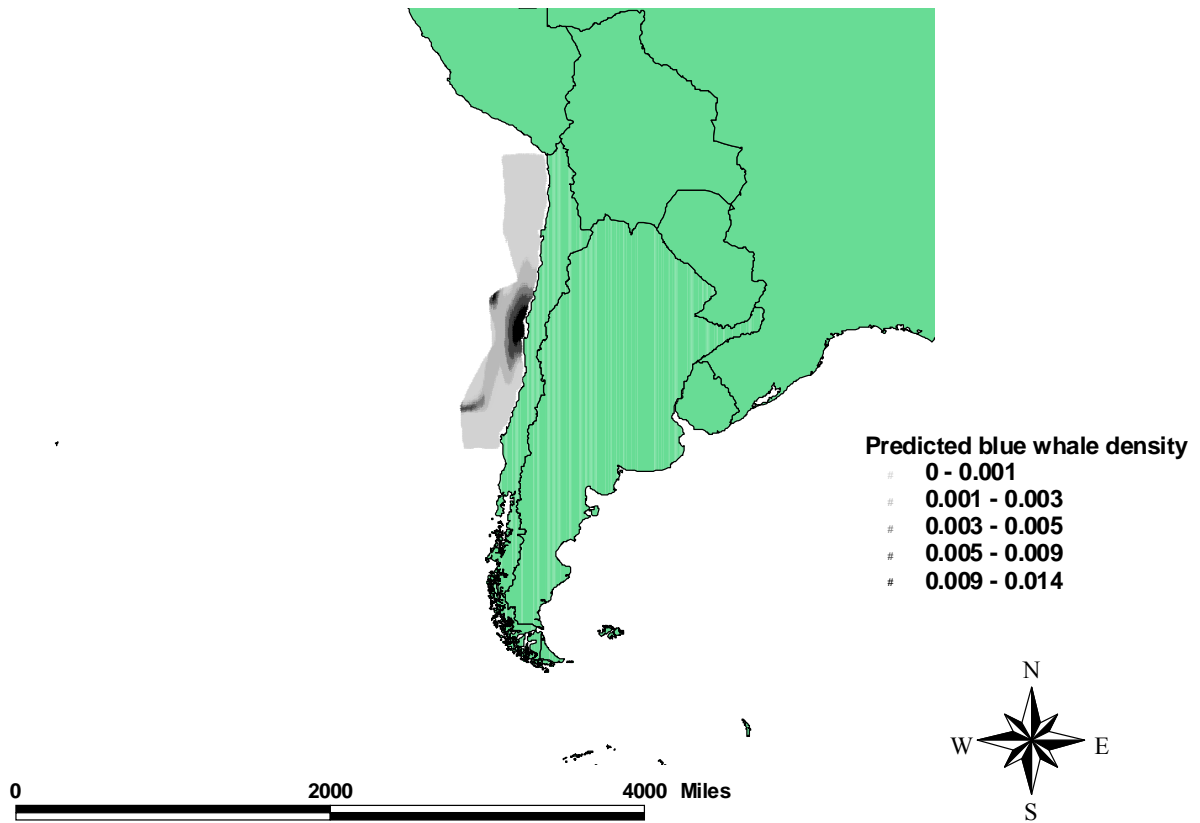 Predicted blue whale density
# 0 - 0.001
# 0.001 - 0.003
# 0.003 - 0.005
# 0.005 - 0.009
# 0.009 - 0.014
N
W E
S
0 2000 4000 Miles